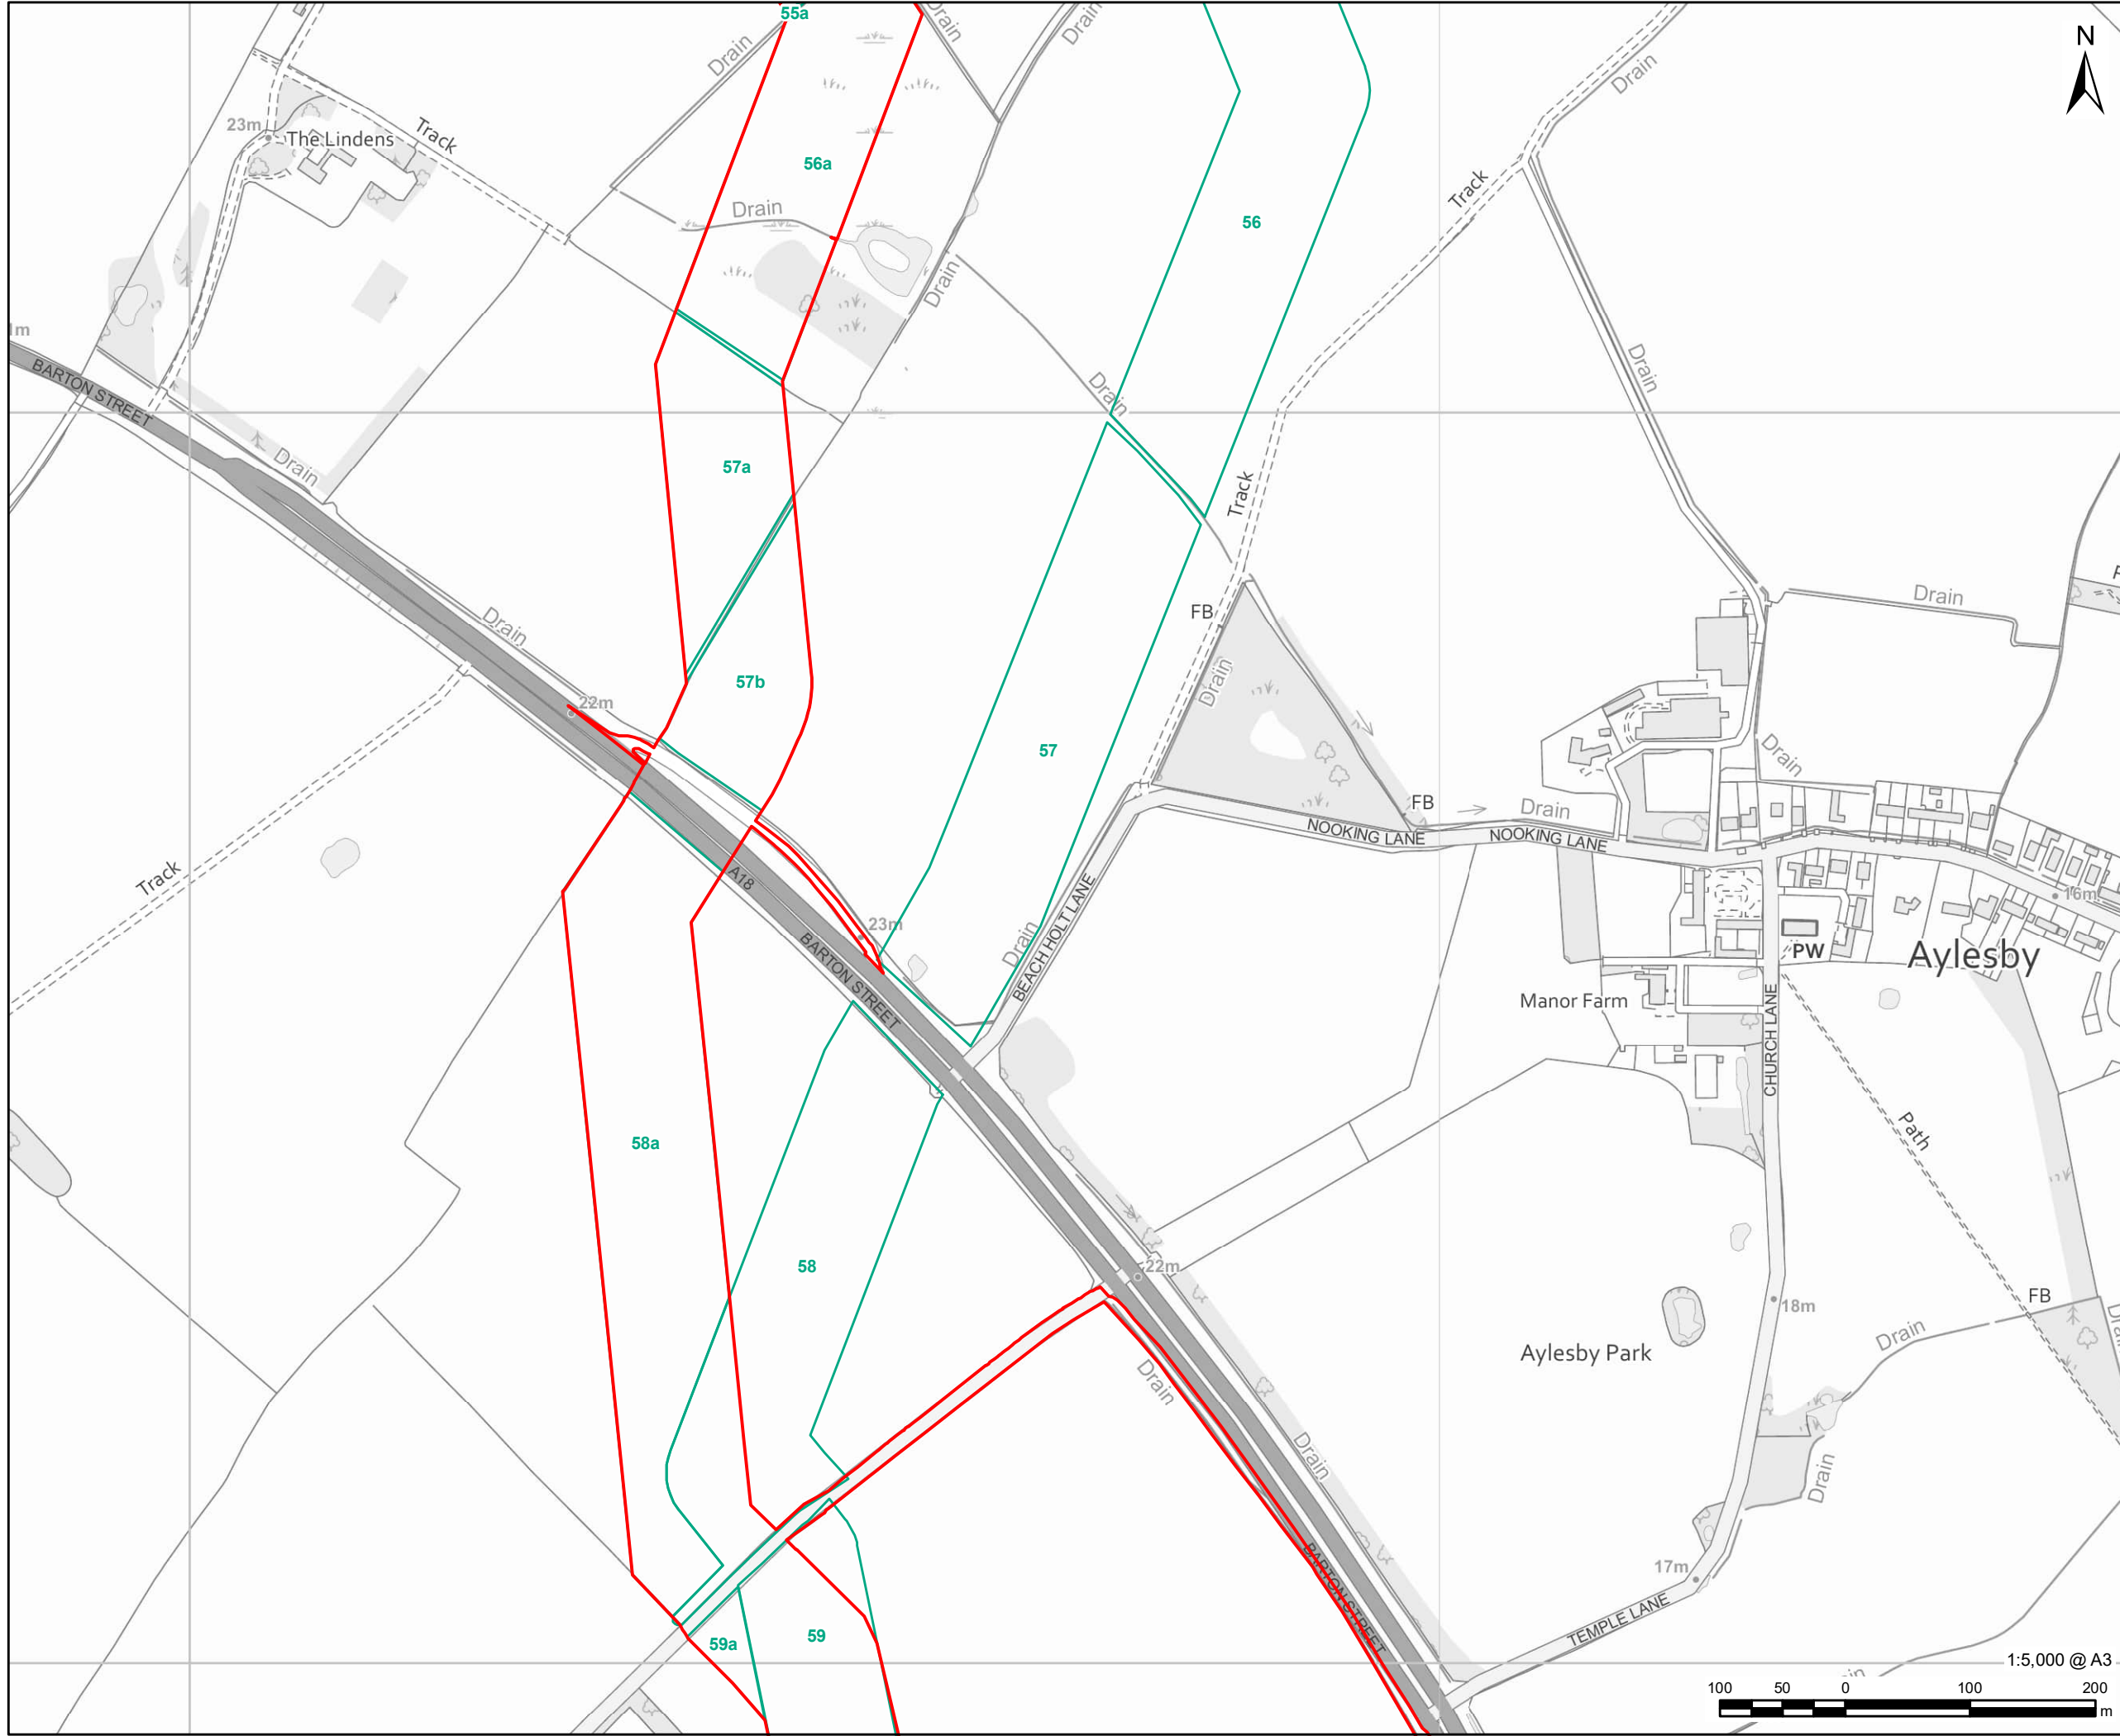 55a
Drain
Drain
Drain
Drain
N
23m
The Lindens
Track
56a
Drain
Track
56
Drain
1m
BARTON STREET
Drain
Drain
Drain
57a
Track
Drain
FB
Drain
Drain
57b
22m
57
Drain
FB
Drain
NOOKING LANE
NOOKING LANE
A18
Track
BEACH HOLT LANE
23m
Drain
BARTON STREET
16m
PW
Aylesby
Manor Farm
CHURCH LANE
Path
58a
58
22m
FB
18m
Drain
Aylesby Park
Drain
Drain
Drain
17m
BARTON STREET
TEMPLE LANE
59a
59
1:5,000 @ A3
100 50 0 100 200
m